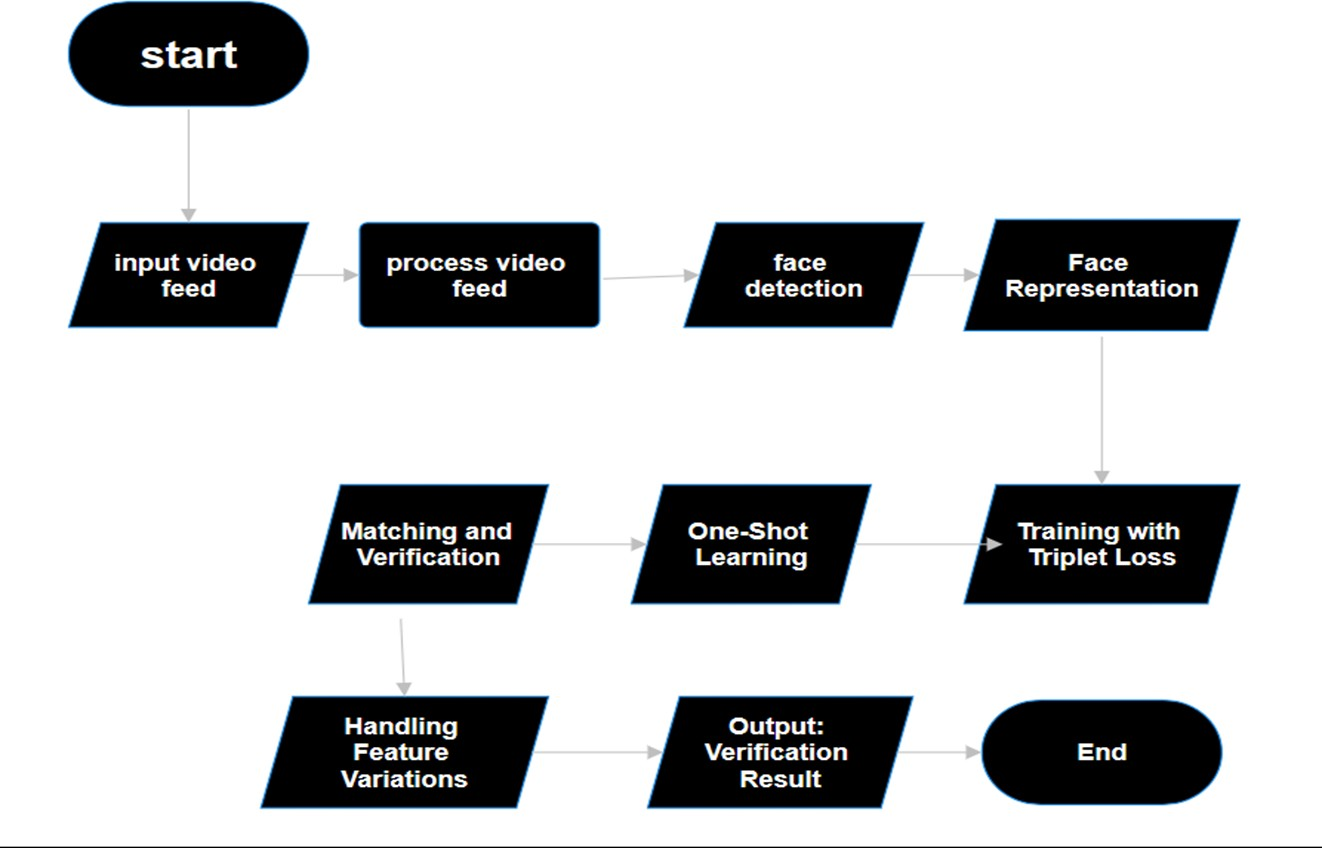 start
input video
feed
process video
feed
face
detection
Face
Representation
Matching and
Verification
One-Shot
Learning
Training with
Triplet Loss
Handling
Feature
Variations
Output:
Verification
Result
End